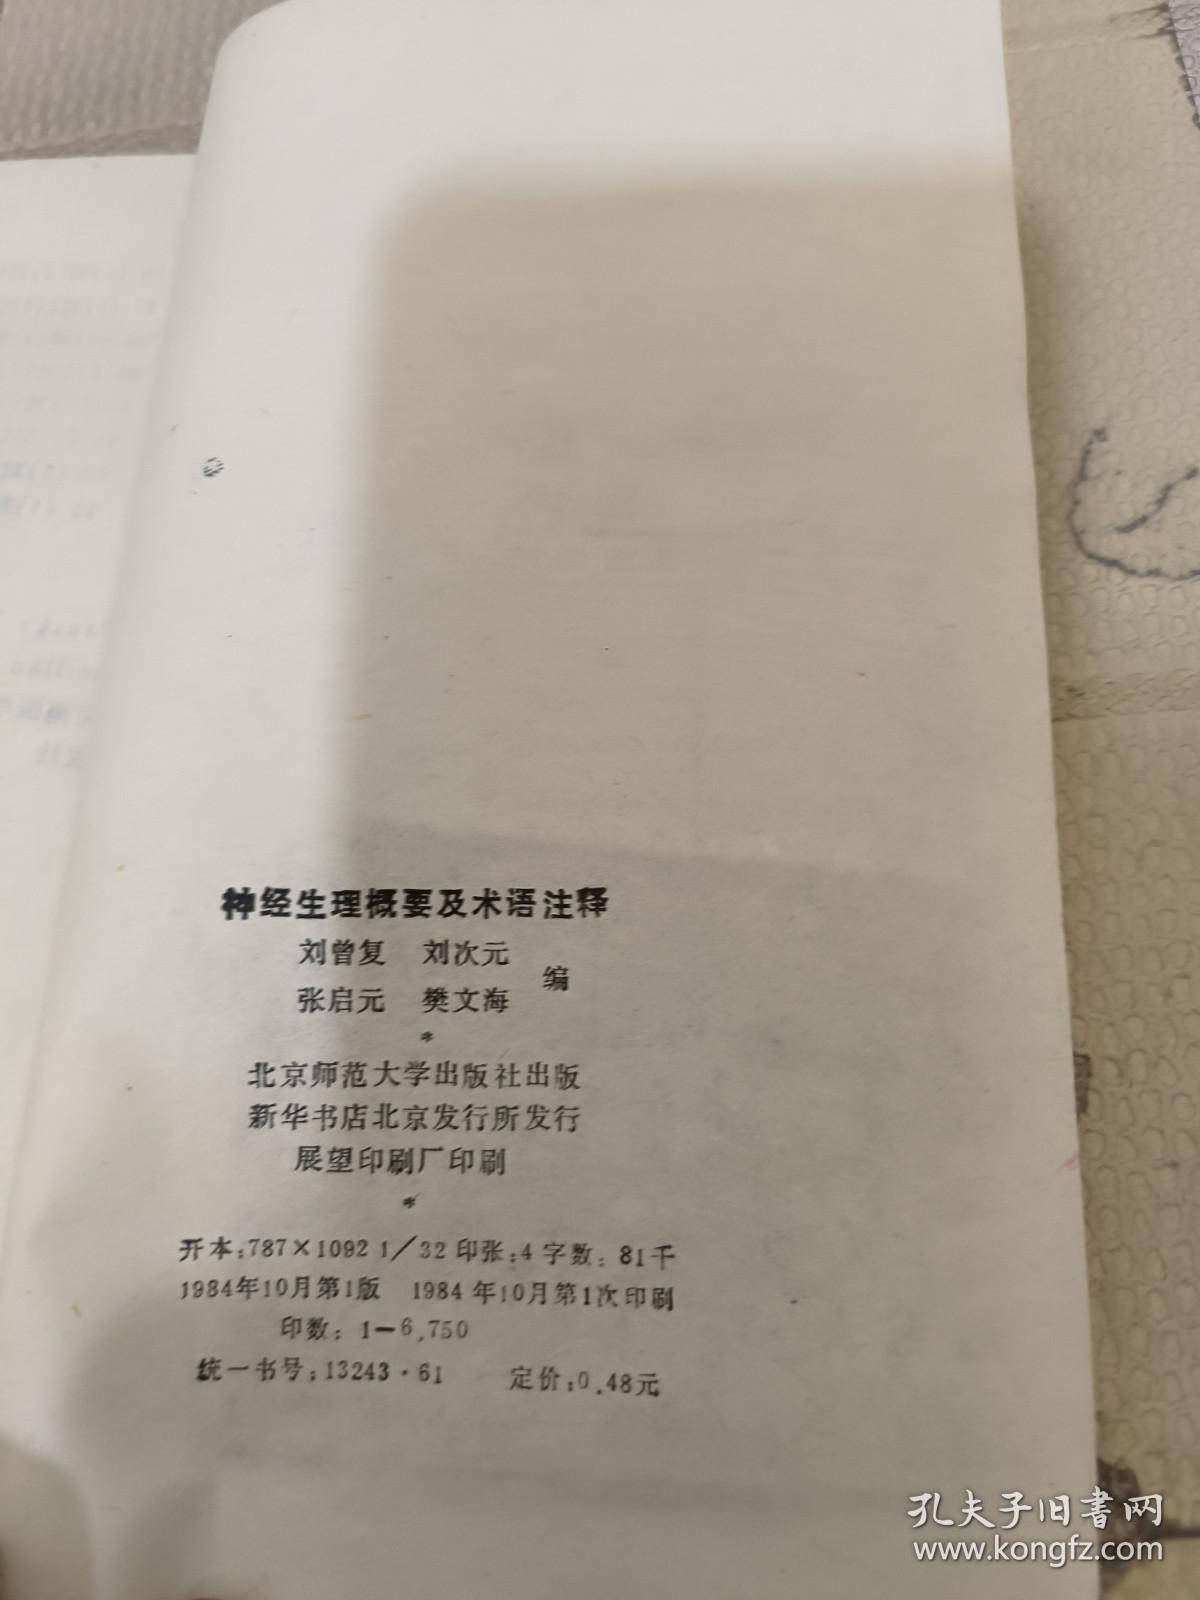 神经生理概要及术语注释
刘曾复 刘次元
编
张启元 樊文海
*
北京师范大学出版社出版
新华书店北京发行所发行
展望印刷厂印刷
*
开本:787×1092 1/32 印张:4 字数:81千
1984年10月第1版 1984年10月第1次印刷
印数:1—6,750
统一书号:13243·61 定价:0.48元
孔夫子旧书网
www.kongfz.com